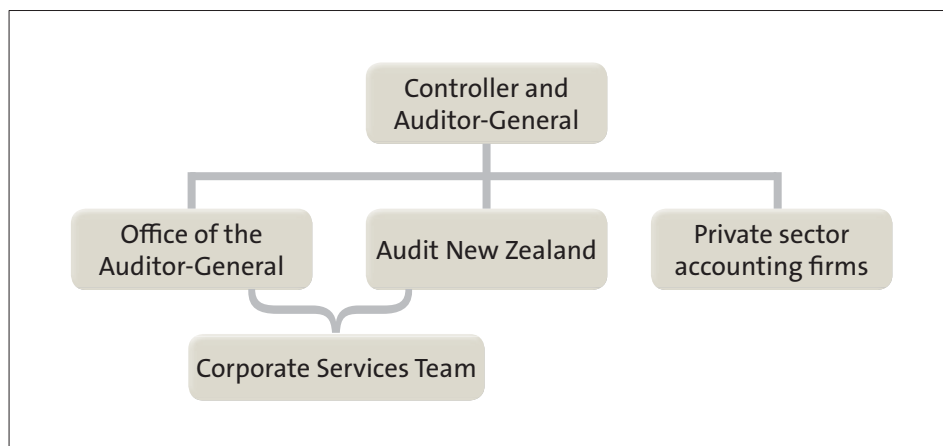 Controller and
Auditor-General
Office of the
Auditor-General
Audit New Zealand
Private sector
accounting firms
Corporate Services Team